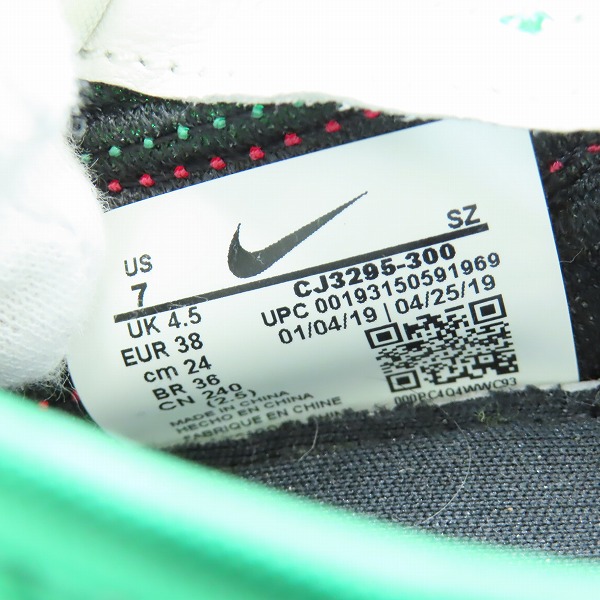 US
7
UK 4.5
EUR 38
cm 24
BR 36
CN 240
(2.5)
MADE IN CHINA
HECHO EN CHINA
FABRIQUE EN CHINE
SZ
CJ3295-300
UPC 00193150591969
01/04/19 | 04/25/19
000PC4Q4WWVC93